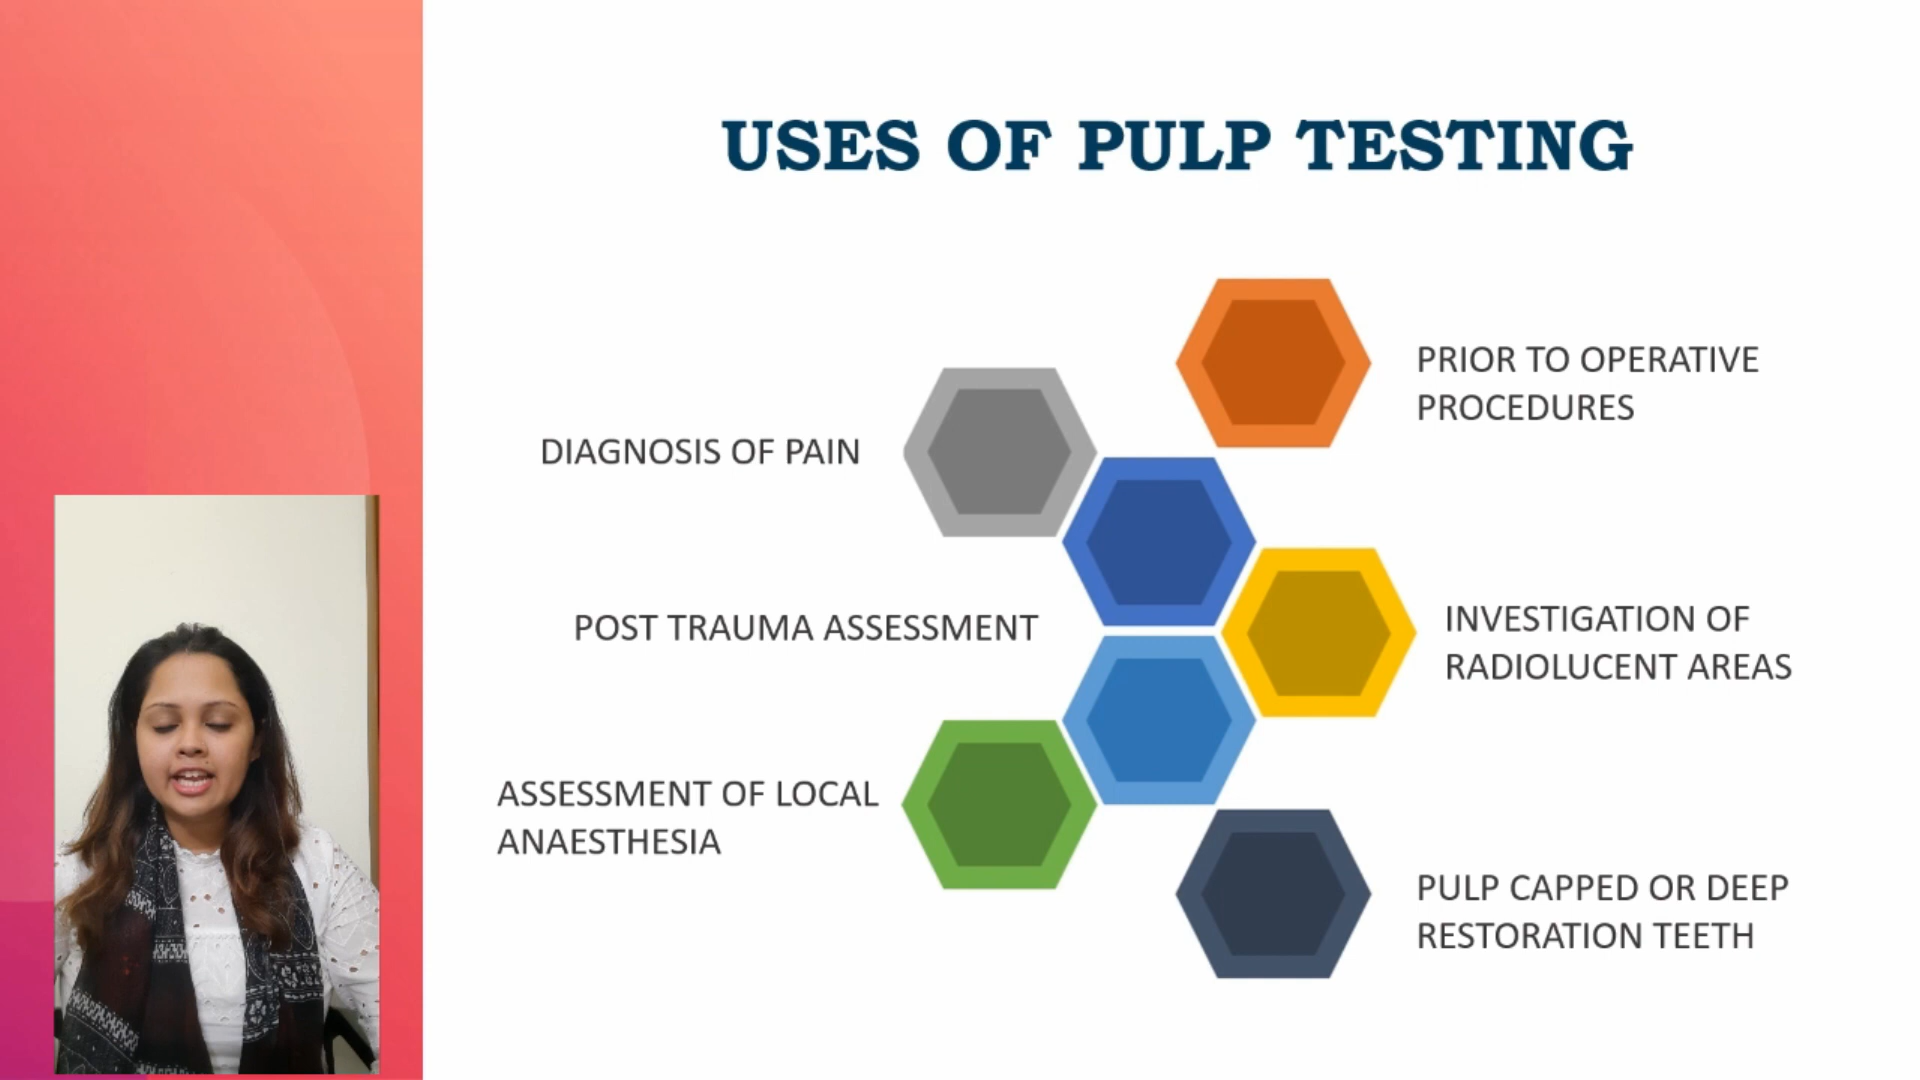 USES OF PULP TESTING
PRIOR TO OPERATIVE
PROCEDURES
DIAGNOSIS OF PAIN
POST TRAUMA ASSESSMENT
INVESTIGATION OF
RADIOLUCENT AREAS
ASSESSMENT OF LOCAL
ANAESTHESIA
PULP CAPPED OR DEEP
RESTORATION TEETH